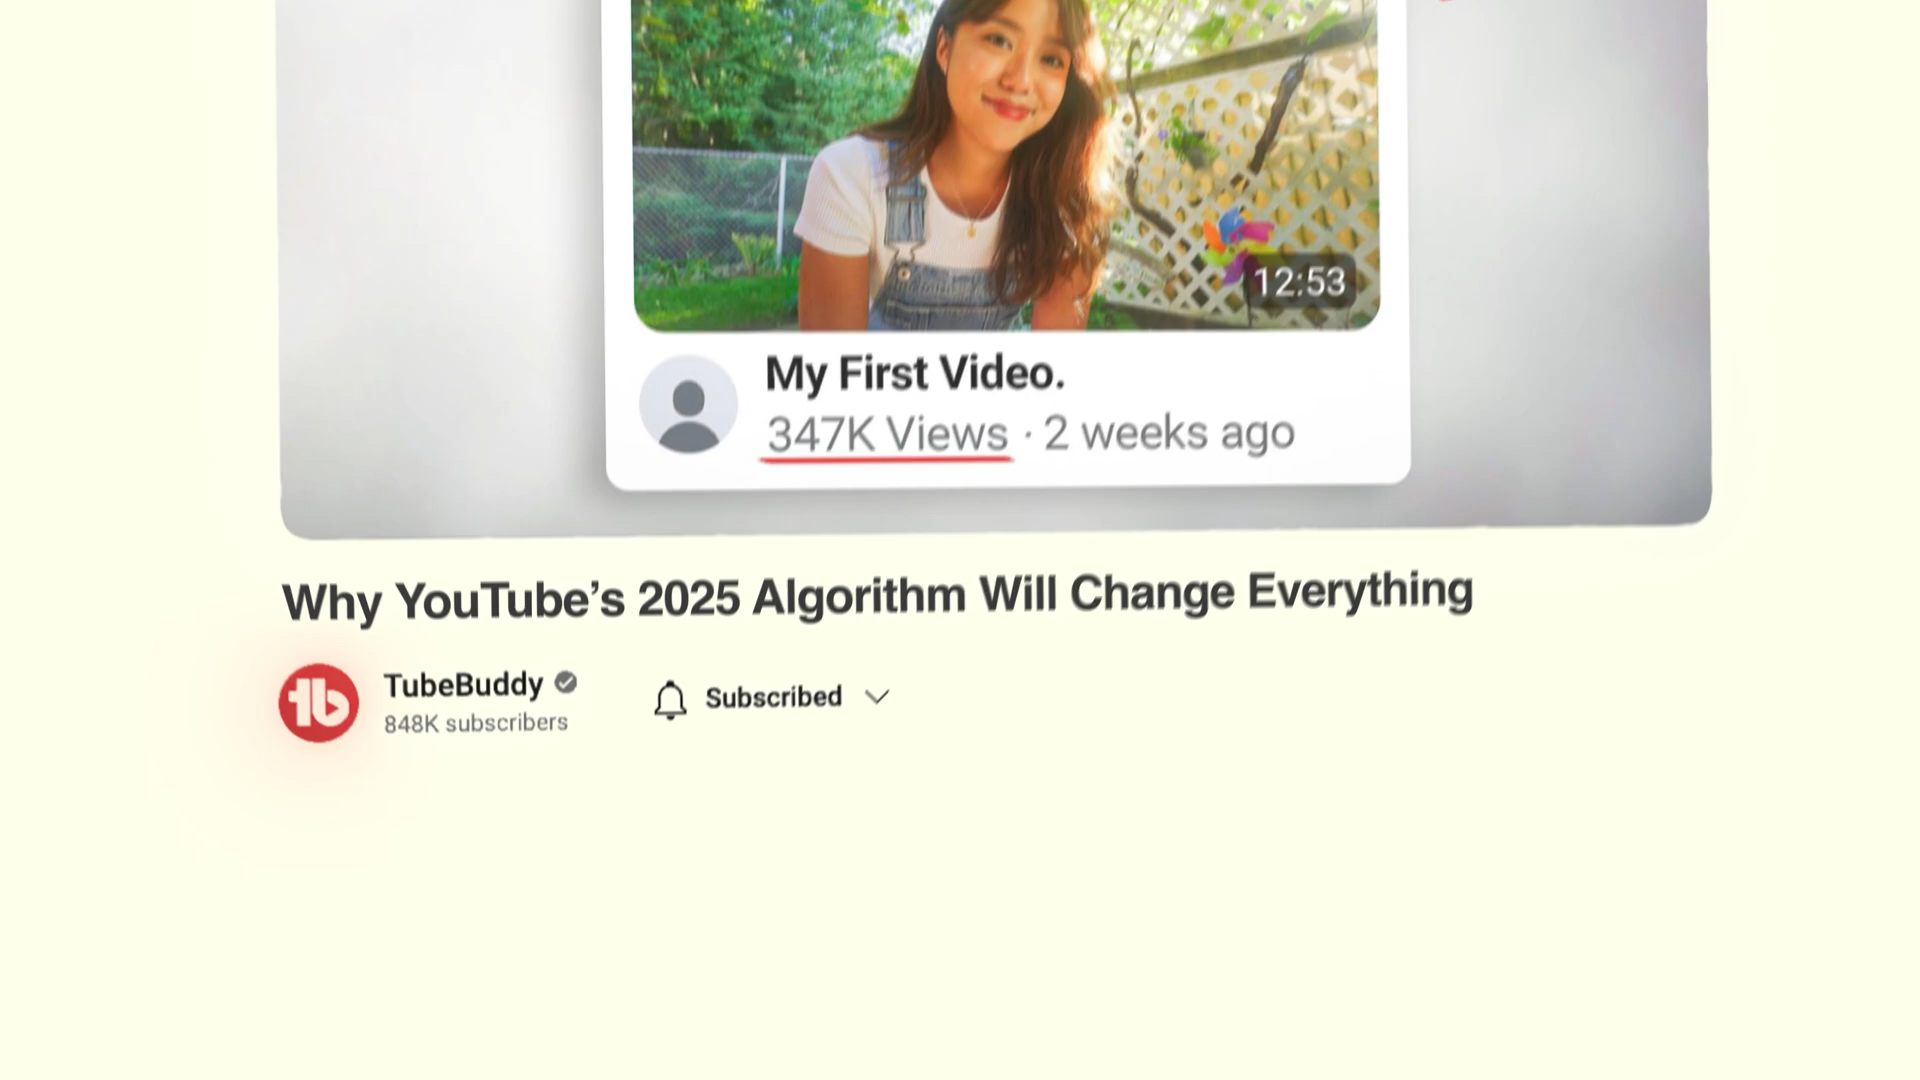 12:53
My First Video.
347K Views · 2 weeks ago
Why YouTube’s 2025 Algorithm Will Change Everything
tb
TubeBuddy
848K subscribers
Subscribed